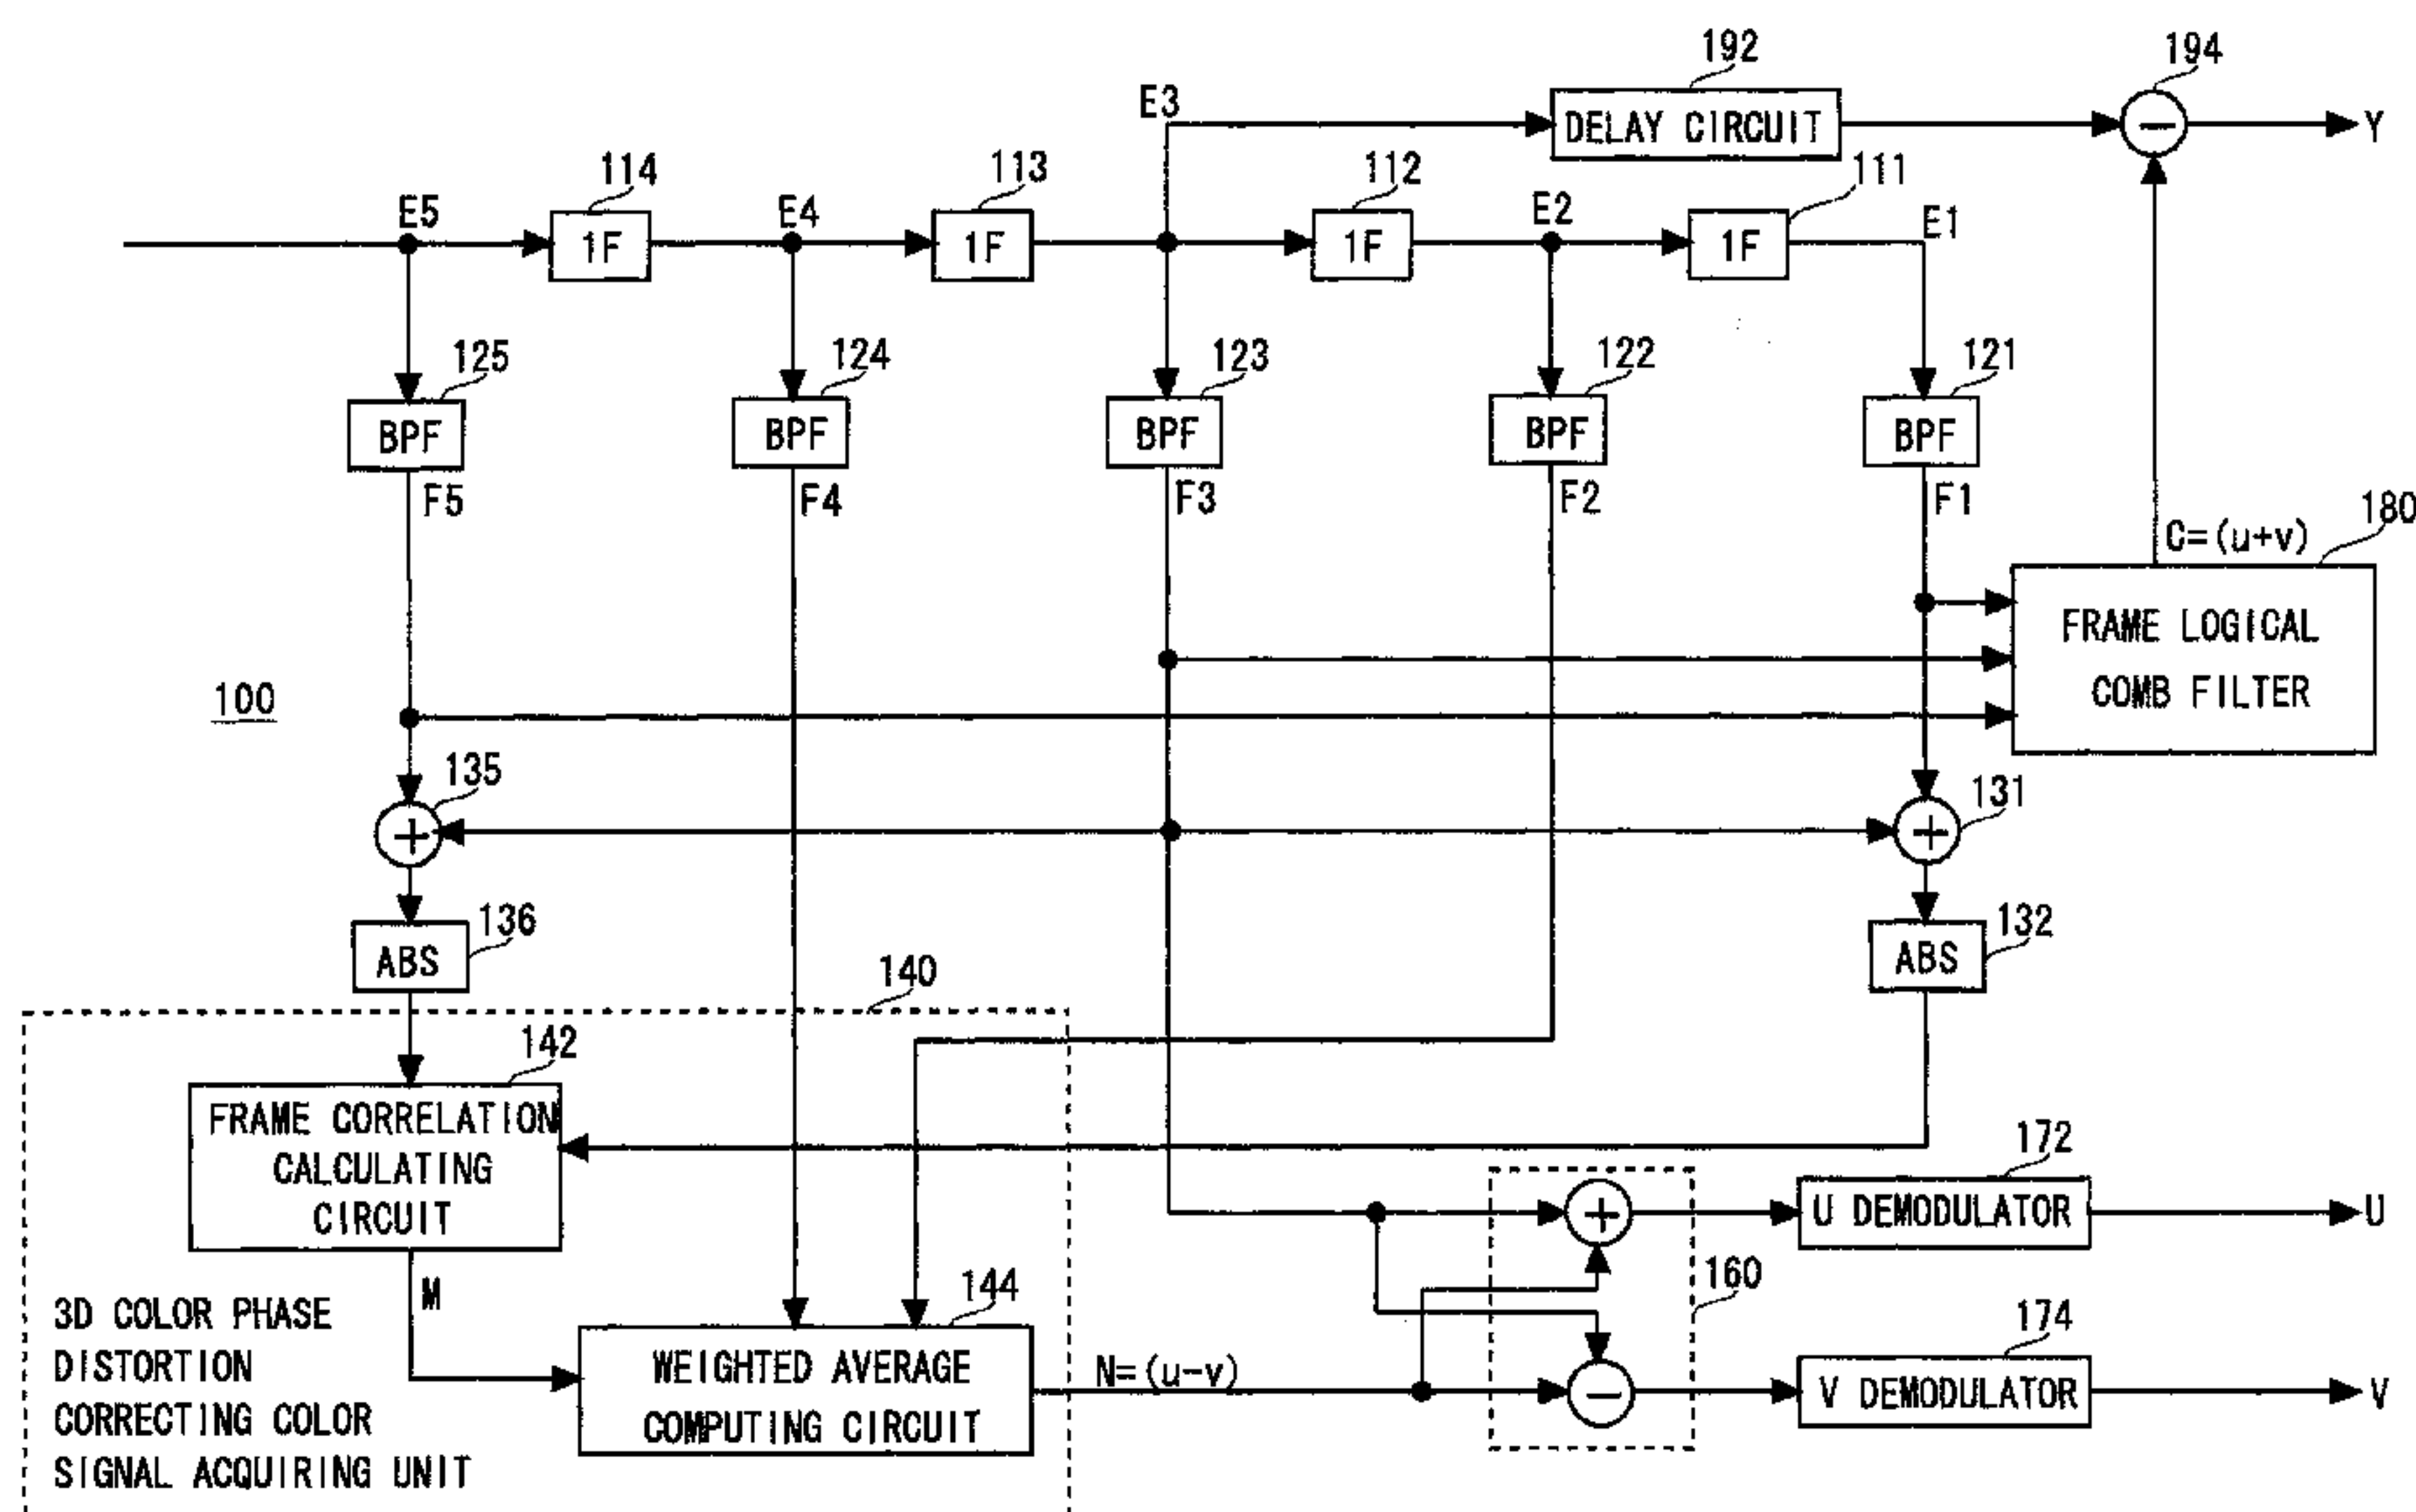 192
194
E3
DELAY CIRCUIT
−
Y
114
113
112
111
E5
1F
E4
1F
1F
E2
1F
E1
125
124
123
122
121
BPF
BPF
BPF
BPF
BPF
F5
F4
F3
F2
F1
180
C=(u+v)
FRAME LOGICAL
COMB FILTER
100
135
131
+
+
136
132
ABS
ABS
140
142
FRAME CORRELATION
CALCULATING
CIRCUIT
172
+
U DEMODULATOR
U
M
144
160
3D COLOR PHASE
DISTORTION
CORRECTING COLOR
SIGNAL ACQUIRING UNIT
WEIGHTED AVERAGE
COMPUTING CIRCUIT
N=(u−v)
174
−
V DEMODULATOR
V